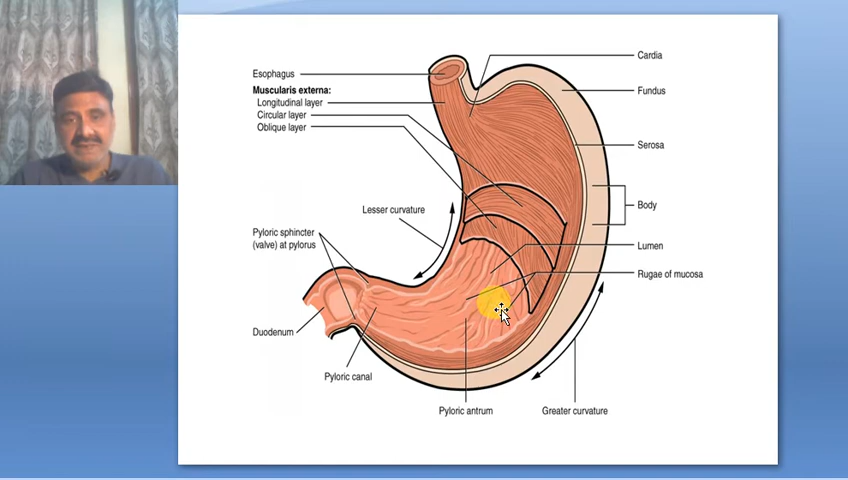 Esophagus
Muscularis externa:
Longitudinal layer
Circular layer
Oblique layer
Lesser curvature
Pyloric sphincter
(valve) at pylorus
Duodenum
Pyloric canal
Pyloric antrum
Greater curvature
Cardia
Fundus
Serosa
Body
Lumen
Rugae of mucosa